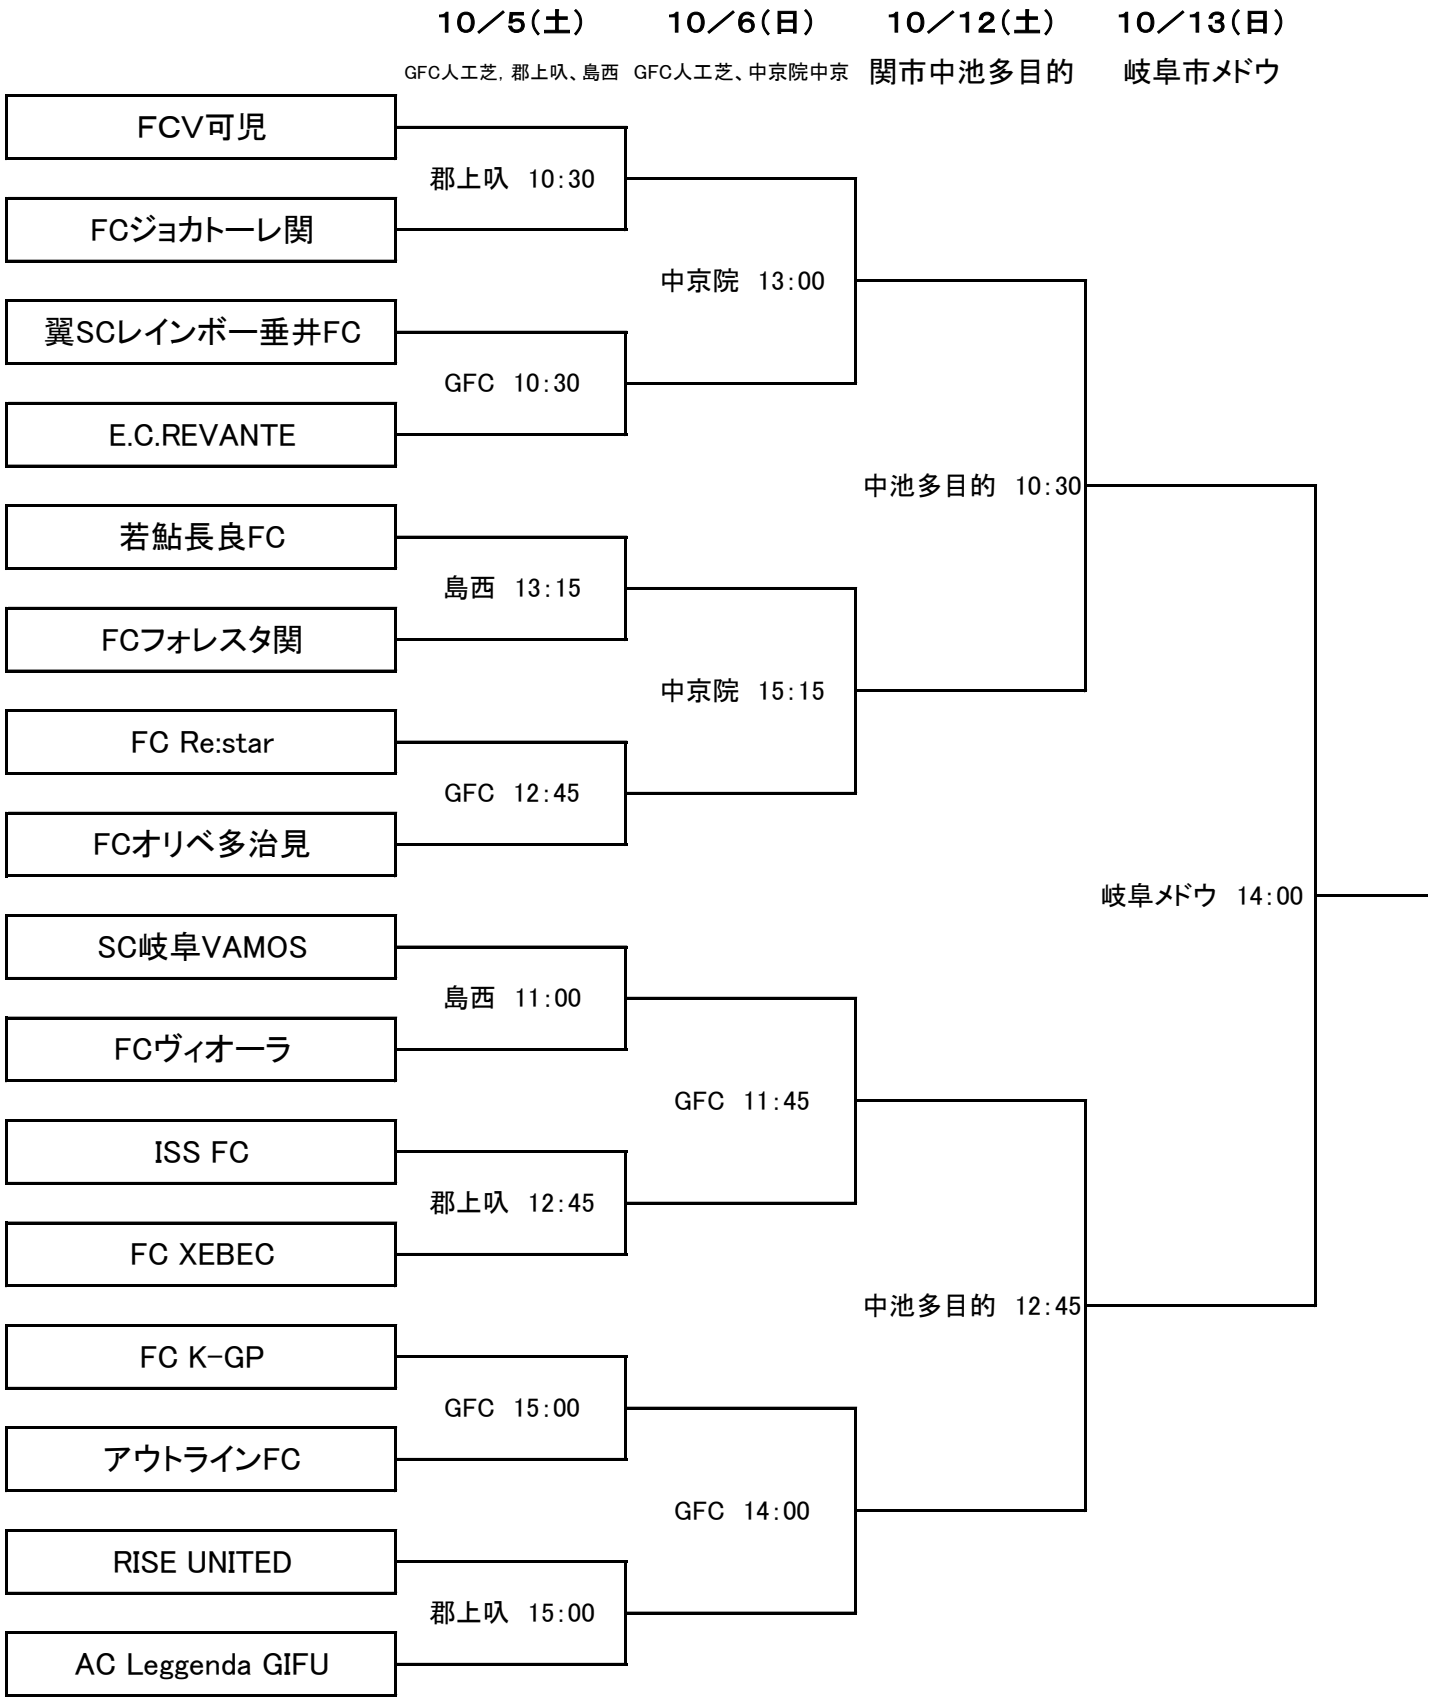 10／5(土)　10／6(日)　10／12(土)　10／13(日)
GFC人工芝，郡上叺、島西　GFC人工芝、中京院中京　関市中池多目的　岐阜市メドウ
FCV可児
郡上叺　10：30
FCジョカトーレ関
中京院　13：00
翼SCレインボー垂井FC
GFC　10：30
E.C.REVANTE
中池多目的　10：30
若鮎長良FC
島西　13：15
FCフォレスタ関
中京院　15：15
FC Re:star
GFC　12：45
FCオリベ多治見
岐阜メドウ　14：00
SC岐阜VAMOS
島西　11：00
FCヴィオーラ
GFC　11：45
ISS FC
郡上叺　12：45
FC XEBEC
中池多目的　12：45
FC K-GP
GFC　15：00
アウトラインFC
GFC　14：00
RISE UNITED
郡上叺　15：00
AC Leggenda GIFU